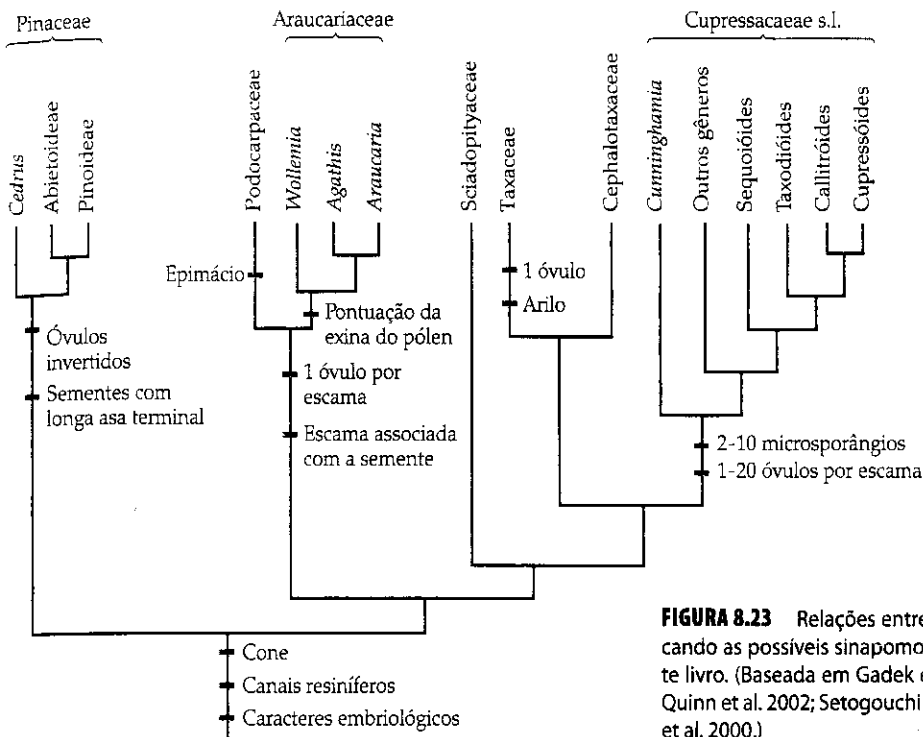 Pinaceae
Araucariaceae
Cupressacaeae s.l.
Cedrus
Abietoideae
Pinoideae
Podocarpaceae
Wollemia
Agathis
Araucaria
Sciadopityaceae
Taxaceae
Cephalotaxaceae
Cunninghamia
Outros gêneros
Sequoióides
Taxodióides
Callitróides
Cupressóides
Epimácio
1 óvulo
Arilo
Óvulos
invertidos
Sementes com
longa asa terminal
Pontuação da
exina do pólen
1 óvulo por
escama
Escama associada
com a semente
2-10 microsporângios
1-20 óvulos por escama
Cone
Canais resiníferos
Caracteres embriológicos
FIGURA 8.23 Relações entre
cando as possíveis sinapomo
te livro. (Baseada em Gadek e
Quinn et al. 2002; Setogouchi
et al. 2000.)